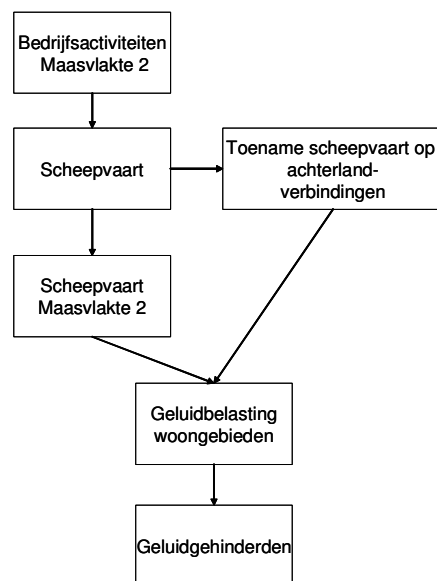 Bedrijfsactiviteiten
Maasvlakte 2
Scheepvaart
Toename scheepvaart op
achterland-
verbindingen
Scheepvaart
Maasvlakte 2
Geluidbelasting
woongebieden
Geluidgehinderden